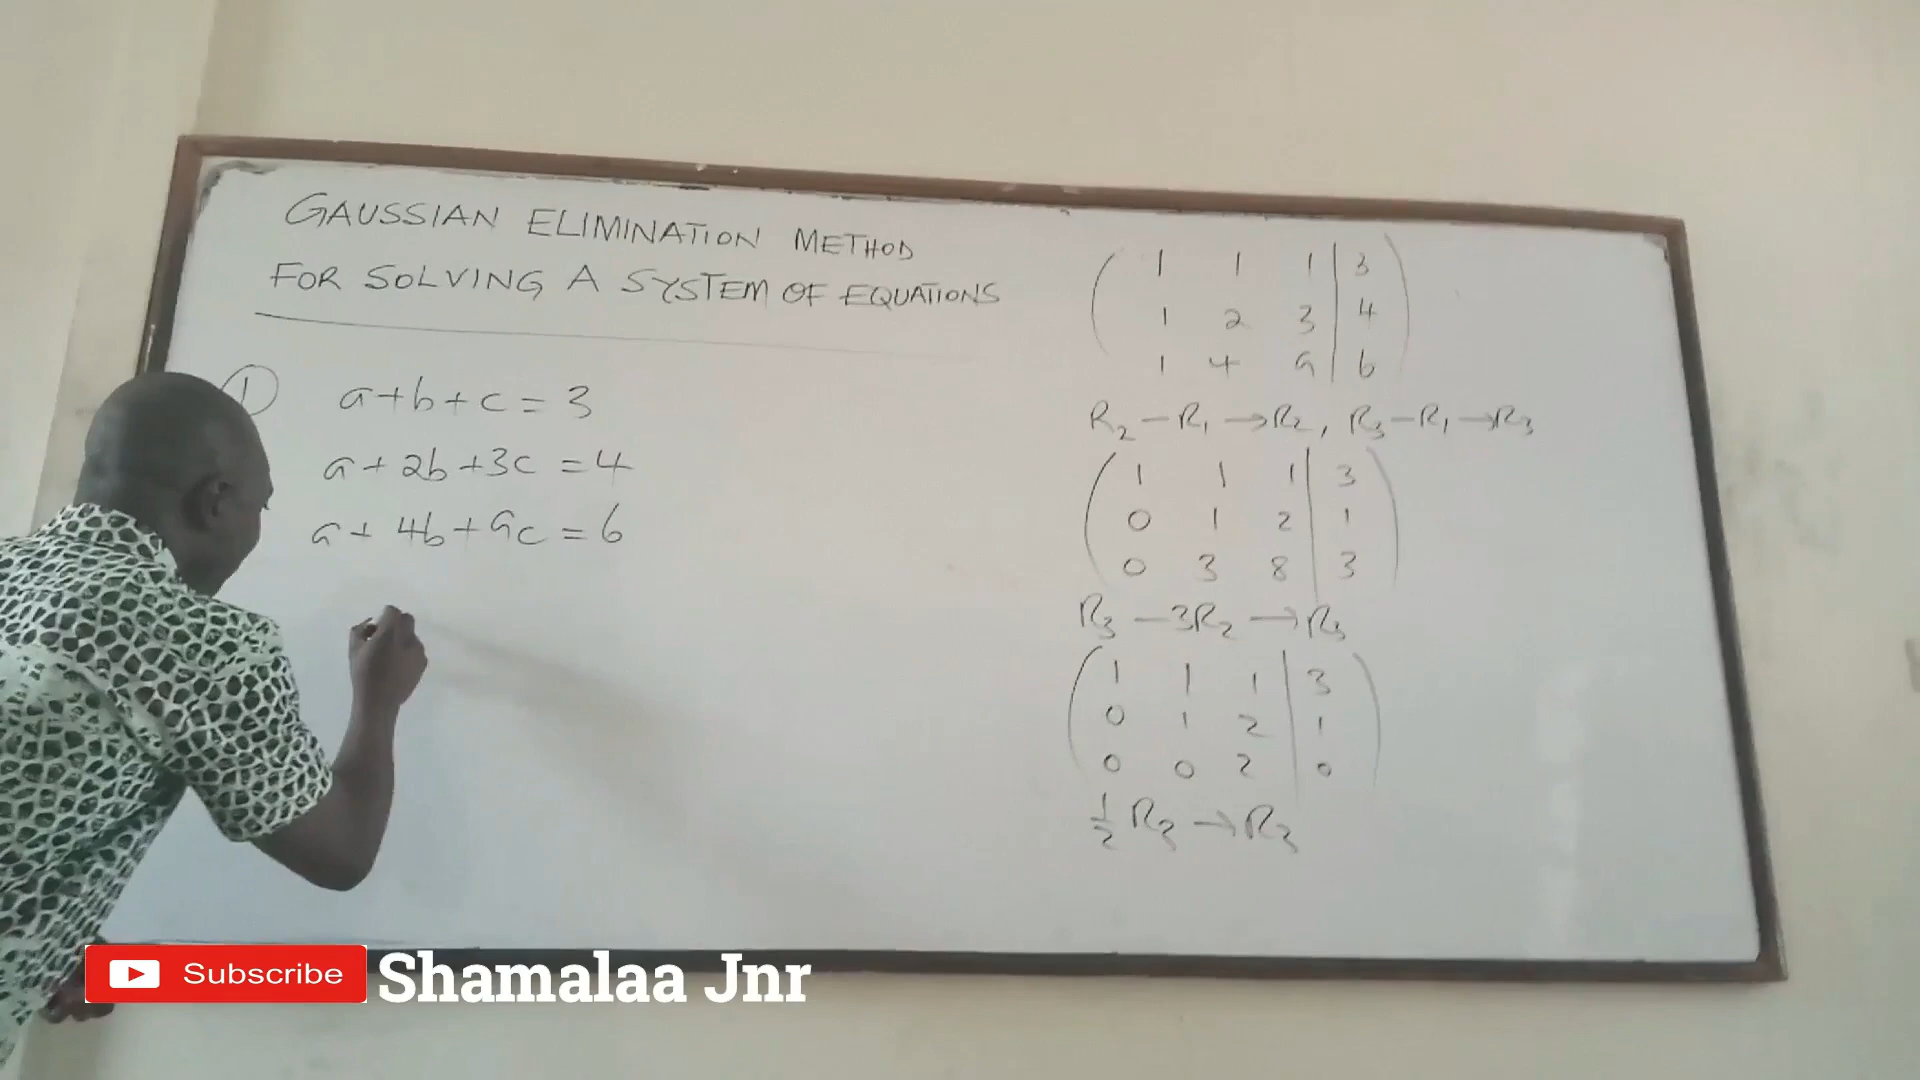 GAUSSIAN ELIMINATION METHOD
FOR SOLVING A SYSTEM OF EQUATIONS
1
a+b+c=3
a+2b+3c=4
a+4b+9c=6
1 1 1 | 3
1 2 3 | 4
1 4 9 | 6
R2-R1→R2, R3-R1→R3
1 1 1 | 3
0 1 2 | 1
0 3 8 | 3
R3-3R2→R3
1 1 1 | 3
0 1 2 | 1
0 0 2 | 0
1/2 R3→R3
Subscribe
Shamalaa Jnr